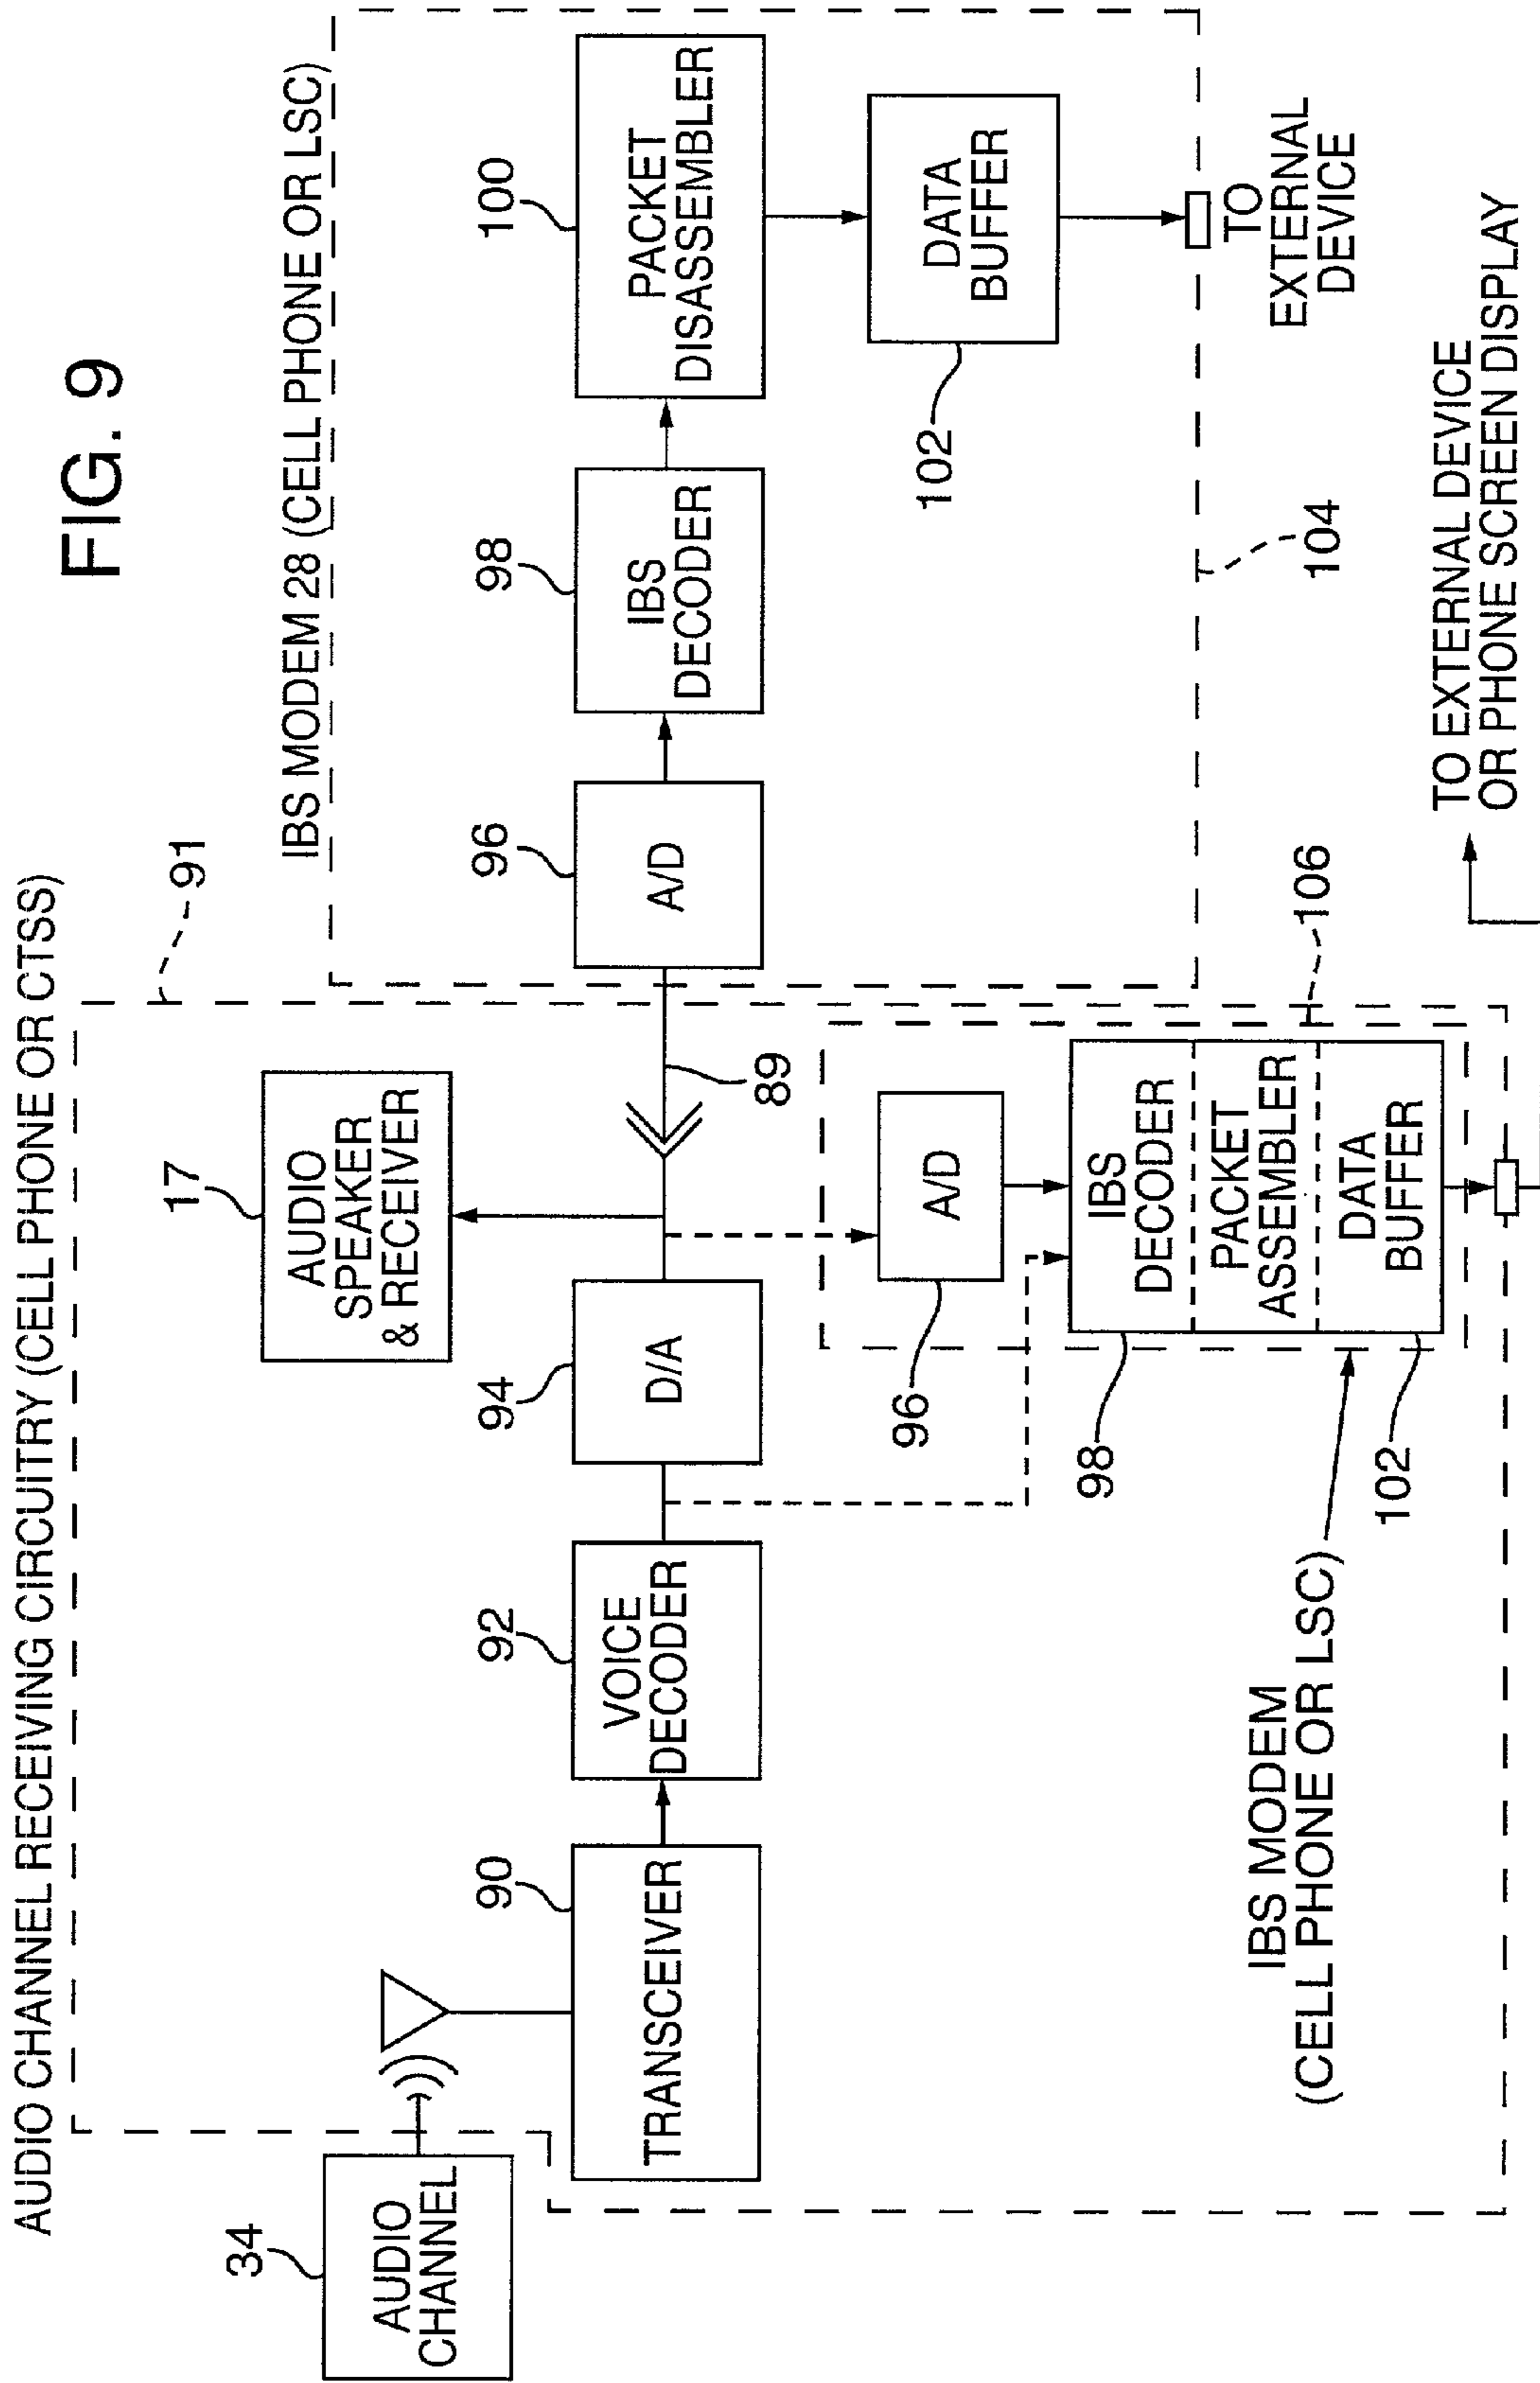 FIG. 9
AUDIO CHANNEL RECEIVING CIRCUITRY (CELL PHONE OR CTSS)
91
IBS MODEM 28 (CELL PHONE OR LSC)
34
AUDIO
CHANNEL
90
TRANSCEIVER
92
VOICE
DECODER
94
D/A
17
AUDIO
SPEAKER
& RECEIVER
89
96
A/D
98
IBS
DECODER
100
PACKET
DISASSEMBLER
102
DATA
BUFFER
TO
EXTERNAL
DEVICE
104
96
A/D
98
IBS
DECODER
PACKET
ASSEMBLER
DATA
BUFFER
102
106
IBS MODEM
(CELL PHONE OR LSC)
TO EXTERNAL DEVICE
OR PHONE SCREEN DISPLAY